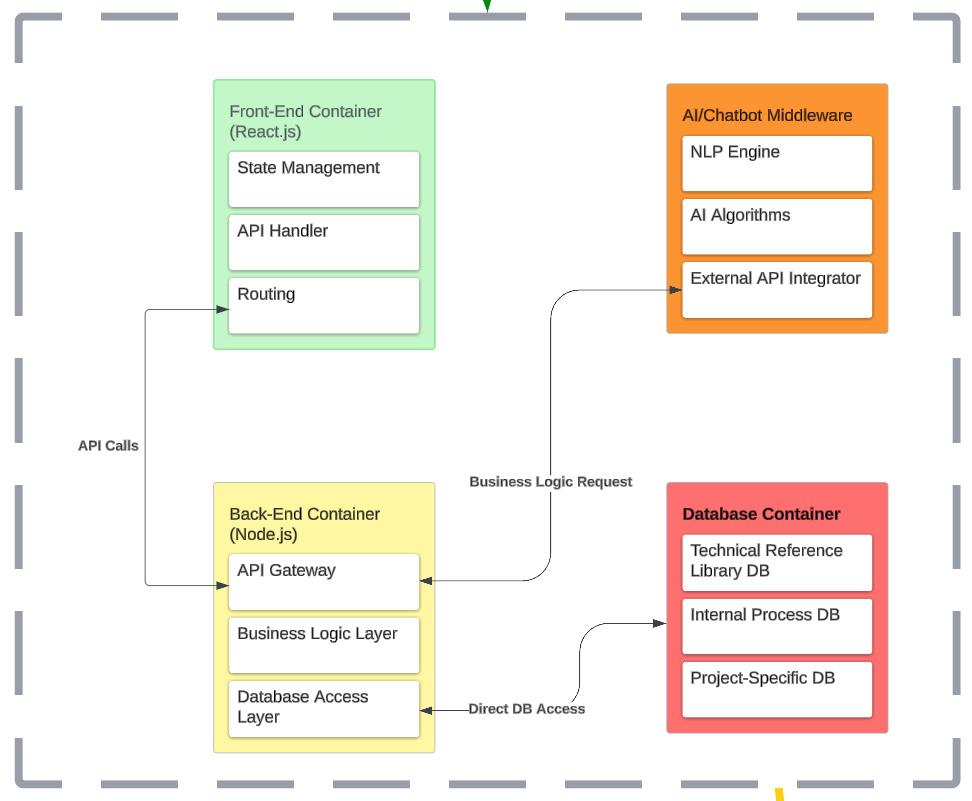 Front-End Container
(React.js)
State Management
API Handler
Routing
AI/Chatbot Middleware
NLP Engine
AI Algorithms
External API Integrator
API Calls
Business Logic Request
Back-End Container
(Node.js)
API Gateway
Business Logic Layer
Database Access
Layer
Direct DB Access
Database Container
Technical Reference
Library DB
Internal Process DB
Project-Specific DB